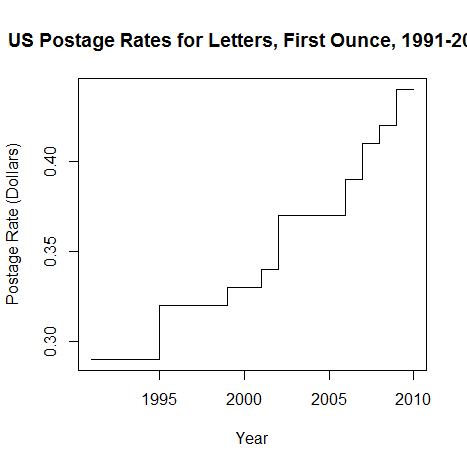 US Postage Rates for Letters, First Ounce, 1991-20
Postage Rate (Dollars)
0.40
0.35
0.30
1995 2000 2005 2010
Year